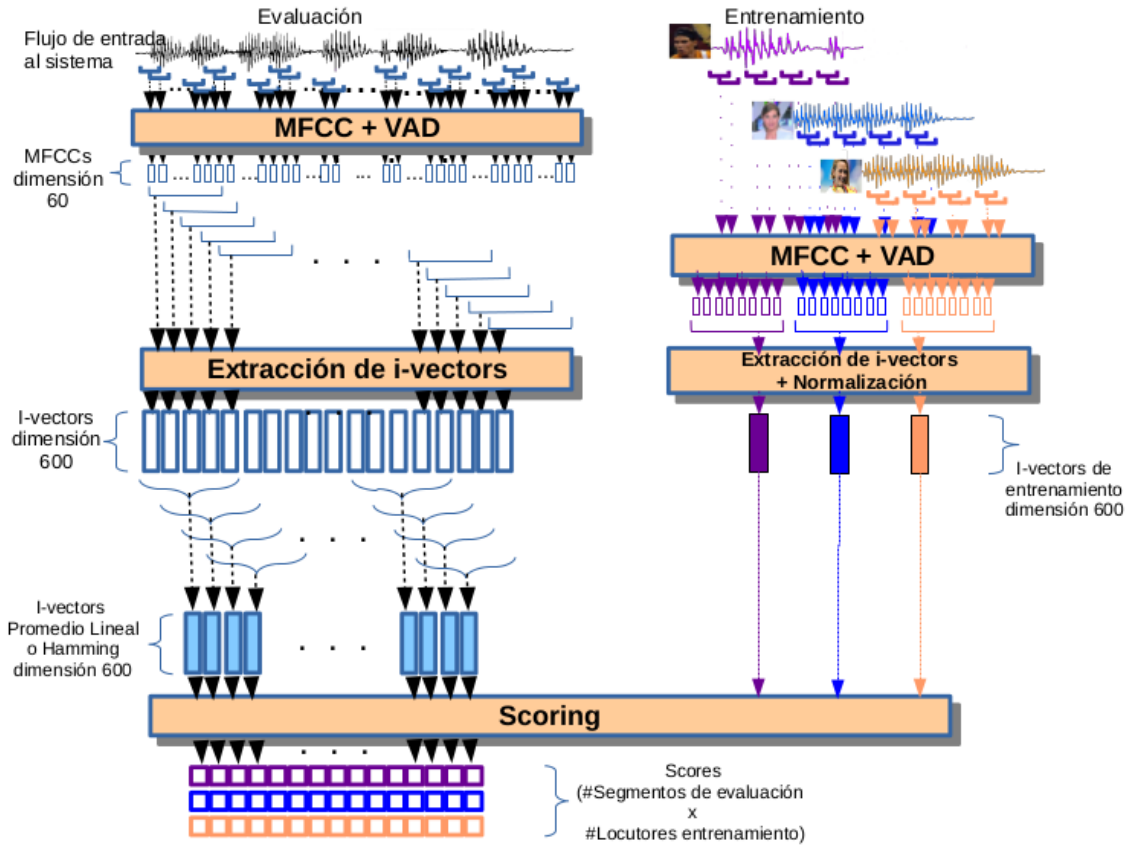 Evaluación
Flujo de entrada
al sistema
MFCC + VAD
MFCCs
dimensión
60
Extracción de i-vectors
I-vectors
dimensión
600
I-vectors
Promedio Lineal
o Hamming
dimensión 600
Entrenamiento
MFCC + VAD
Extracción de i-vectors
+ Normalización
I-vectors de
entrenamiento
dimensión 600
Scoring
Scores
(#Segmentos de evaluación
x
#Locutores entrenamiento)